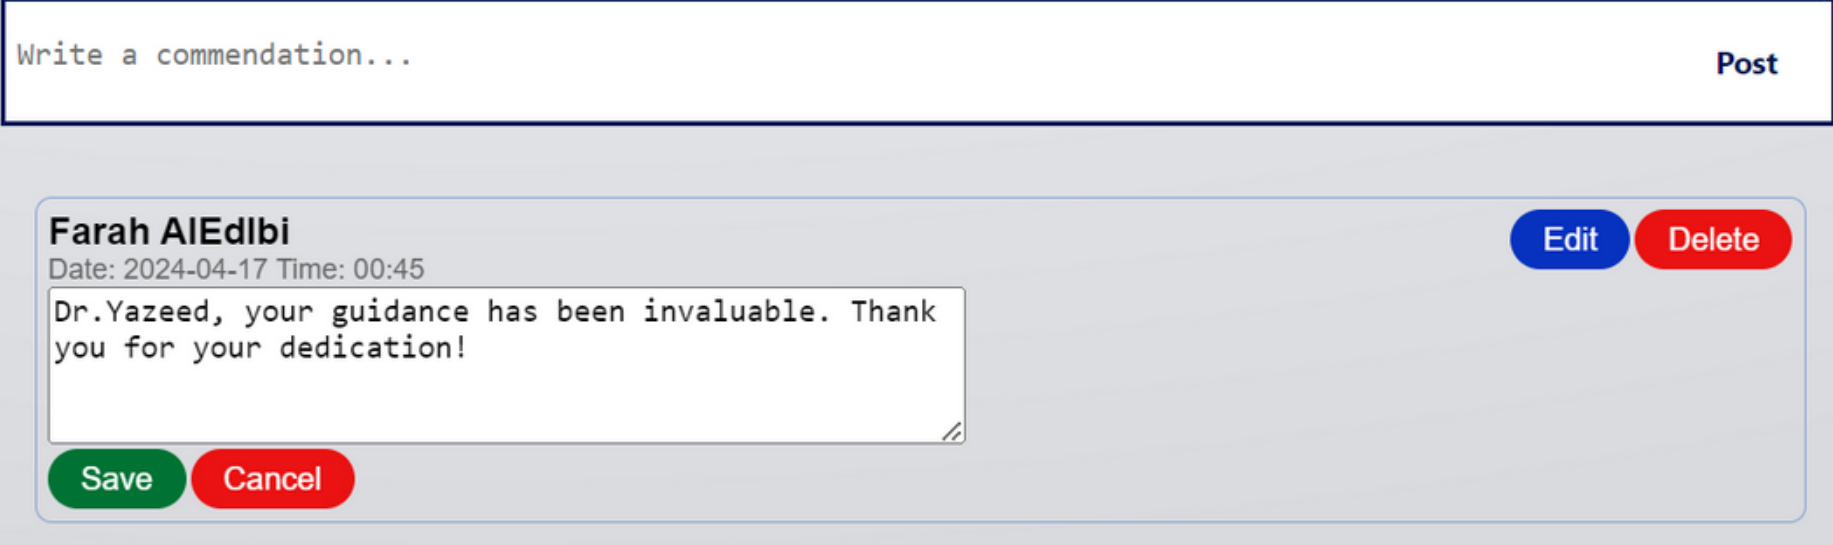 Write a commendation...
Post
Farah AlEdlbi
Edit
Delete
Date: 2024-04-17 Time: 00:45
Dr.Yazeed, your guidance has been invaluable. Thank
you for your dedication!
Save
Cancel